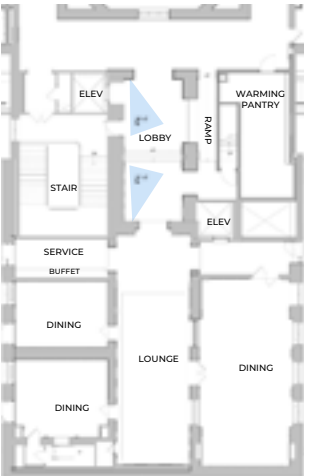 ELEV
WARMING
PANTRY
LOBBY
RAMP
STAIR
ELEV
SERVICE
BUFFET
DINING
LOUNGE
DINING
DINING